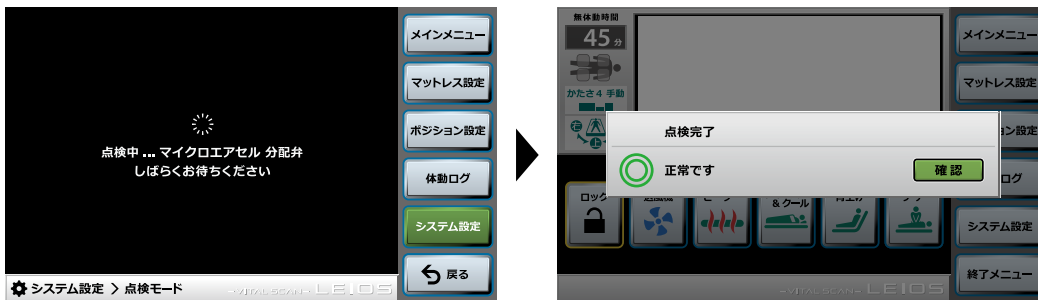 メインメニュー
マットレス設定
ポジション設定
体動ログ
システム設定
戻る
点検中 ... マイクロエアセル 分配弁
しばらくお待ちください
システム設定 > 点検モード
-VITAL SCAN- LEIOS
無体動時間
45 分
かたさ4 手動
点検完了
正常です
確認
ロック
&クール
メインメニュー
マットレス設定
ョン設定
ログ
システム設定
終了メニュー
-VITAL SCAN- LEIOS